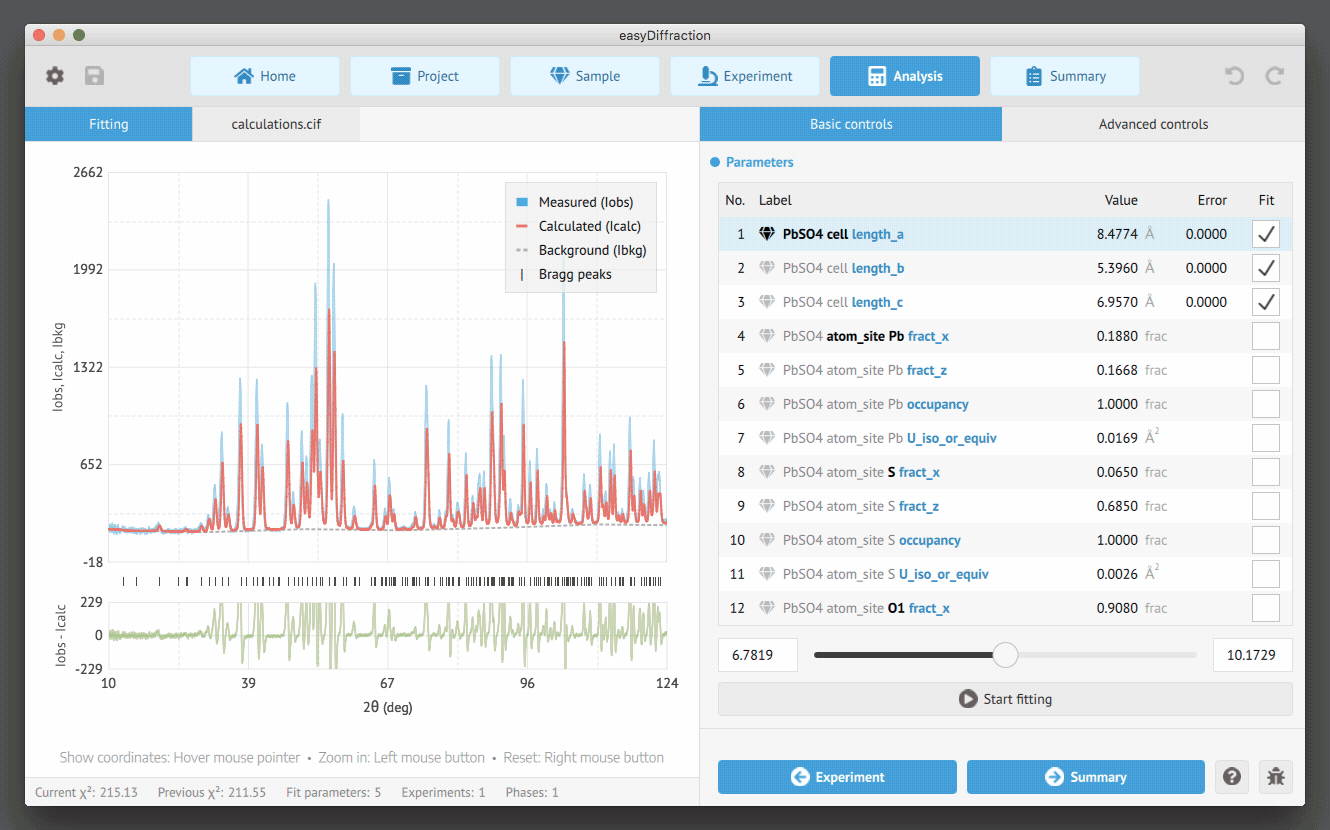 easyDiffraction
Home Project Sample Experiment Analysis Summary
Fitting calculations.cif Basic controls Advanced controls
2662
1992
1322
652
-18
229
0
-229
10 39 67 96 124
2θ (deg)
Iobs, Icalc, Ibkg
Iobs - Icalc
Measured (Iobs)
Calculated (Icalc)
Background (Ibkg)
Bragg peaks
Show coordinates: Hover mouse pointer • Zoom in: Left mouse button • Reset: Right mouse button
Current χ²: 215.13 Previous χ²: 211.55 Fit parameters: 5 Experiments: 1 Phases: 1
Parameters
No. Label Value Error Fit
1 PbSO4 cell length_a 8.4774 Å 0.0000
2 PbSO4 cell length_b 5.3960 Å 0.0000
3 PbSO4 cell length_c 6.9570 Å 0.0000
4 PbSO4 atom_site Pb fract_x 0.1880 frac
5 PbSO4 atom_site Pb fract_z 0.1668 frac
6 PbSO4 atom_site Pb occupancy 1.0000 frac
7 PbSO4 atom_site Pb U_iso_or_equiv 0.0169 Å²
8 PbSO4 atom_site S fract_x 0.0650 frac
9 PbSO4 atom_site S fract_z 0.6850 frac
10 PbSO4 atom_site S occupancy 1.0000 frac
11 PbSO4 atom_site S U_iso_or_equiv 0.0026 Å²
12 PbSO4 atom_site O1 fract_x 0.9080 frac
6.7819 10.1729
Start fitting
Experiment Summary ?